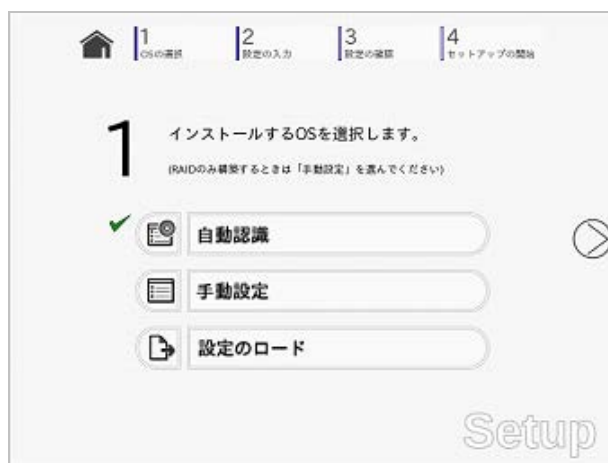 1
OSの選択
2
設定の入力
3
設定の確認
4
セットアップの開始
1
インストールするOSを選択します。
(RAIDのみ構築するときは「手動設定」を選んでください)
自動認識
手動設定
設定のロード
Setup